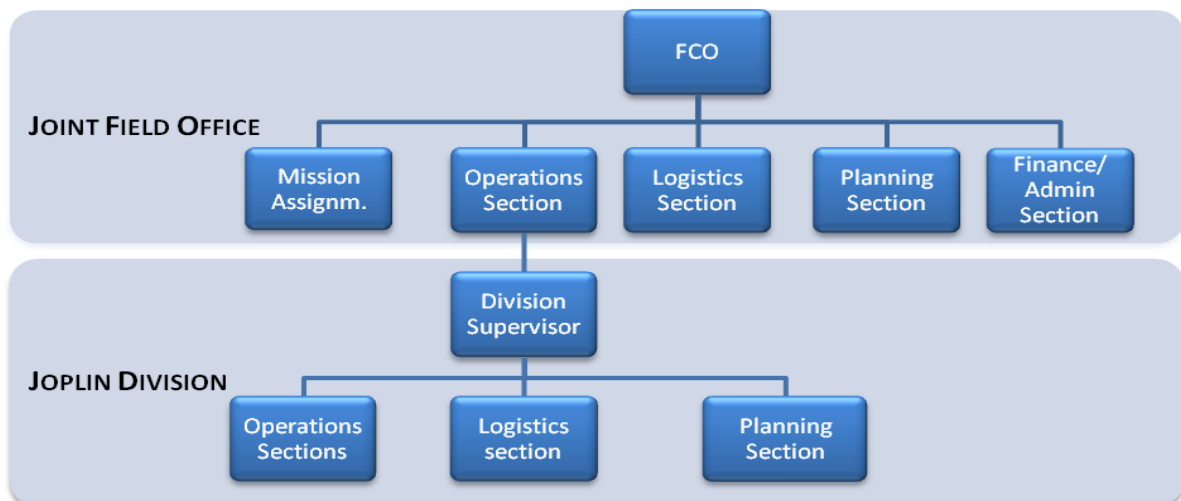 FCO
JOINT FIELD OFFICE
Mission
Assignm.
Operations
Section
Logistics
Section
Planning
Section
Finance/
Admin
Section
Division
Supervisor
JOPLIN DIVISION
Operations
Sections
Logistics
section
Planning
Section